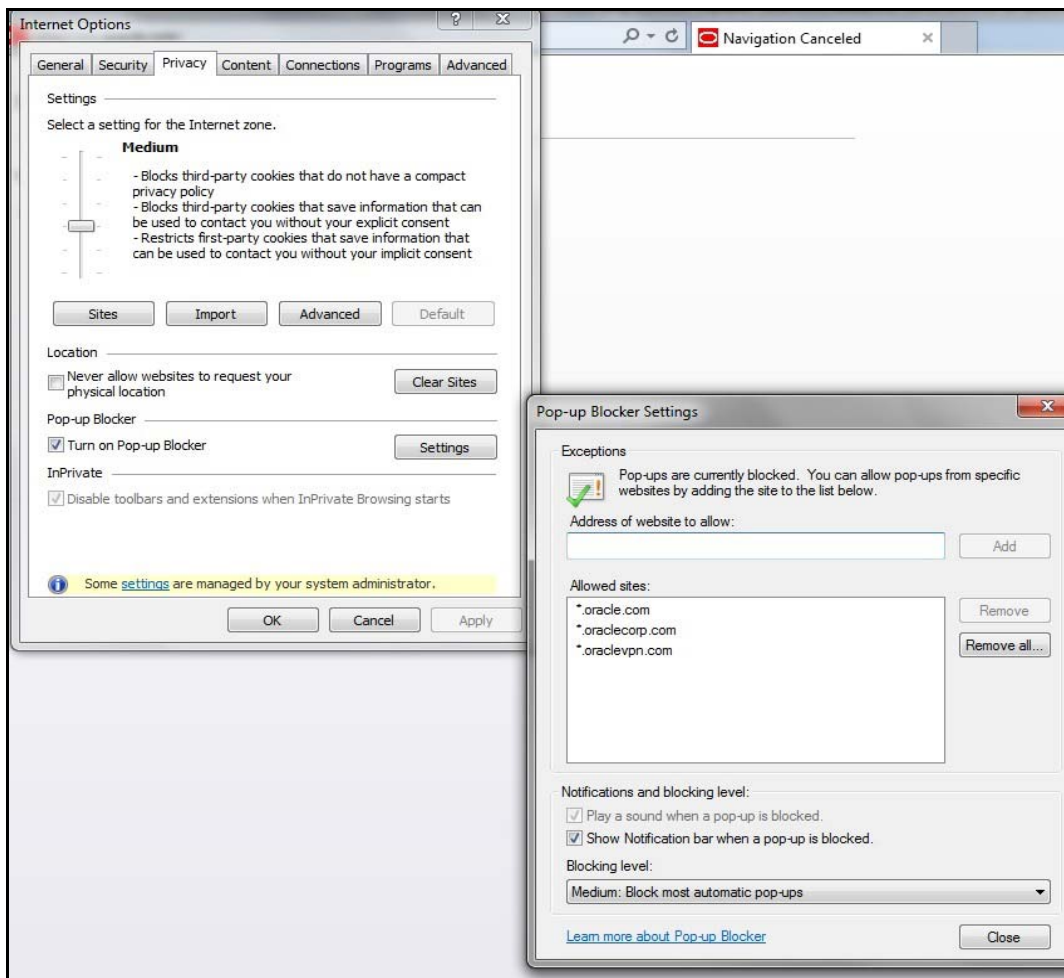 Internet Options
Navigation Canceled
General Security Privacy Content Connections Programs Advanced
Settings
Select a setting for the Internet zone.
Medium
- Blocks third-party cookies that do not have a compact
privacy policy
- Blocks third-party cookies that save information that can
be used to contact you without your explicit consent
- Restricts first-party cookies that save information that
can be used to contact you without your implicit consent
Sites Import Advanced Default
Location
Never allow websites to request your
physical location
Clear Sites
Pop-up Blocker
Turn on Pop-up Blocker
Settings
InPrivate
Disable toolbars and extensions when InPrivate Browsing starts
Some settings are managed by your system administrator.
OK Cancel Apply
Pop-up Blocker Settings
Exceptions
Pop-ups are currently blocked. You can allow pop-ups from specific
websites by adding the site to the list below.
Address of website to allow:
Add
Allowed sites:
*.oracle.com
*.oraclecorp.com
*.oraclevpn.com
Remove
Remove all...
Notifications and blocking level:
Play a sound when a pop-up is blocked.
Show Notification bar when a pop-up is blocked.
Blocking level:
Medium: Block most automatic pop-ups
Learn more about Pop-up Blocker
Close